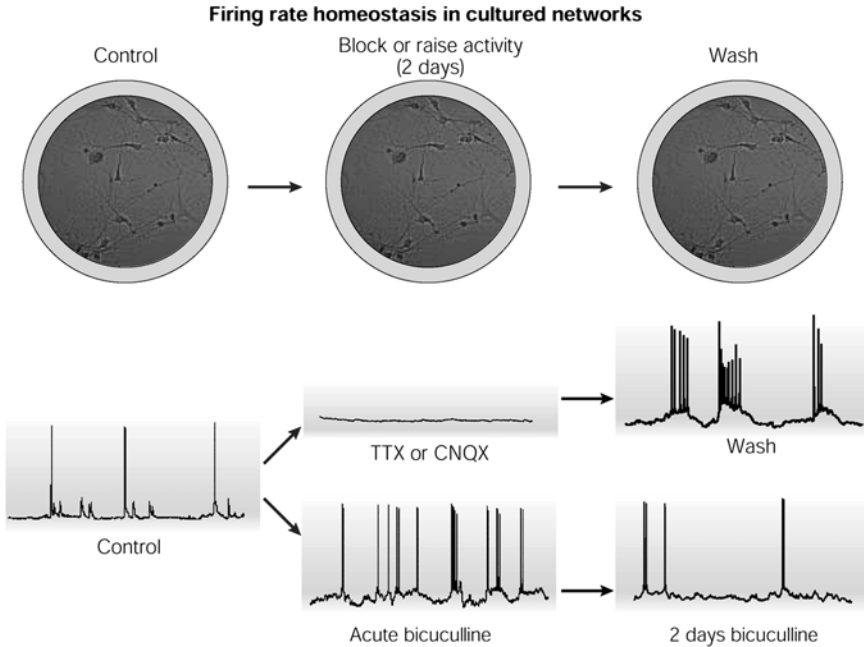 Firing rate homeostasis in cultured networks
Control
Block or raise activity
(2 days)
Wash
TTX or CNQX
Wash
Control
Acute bicuculline
2 days bicuculline